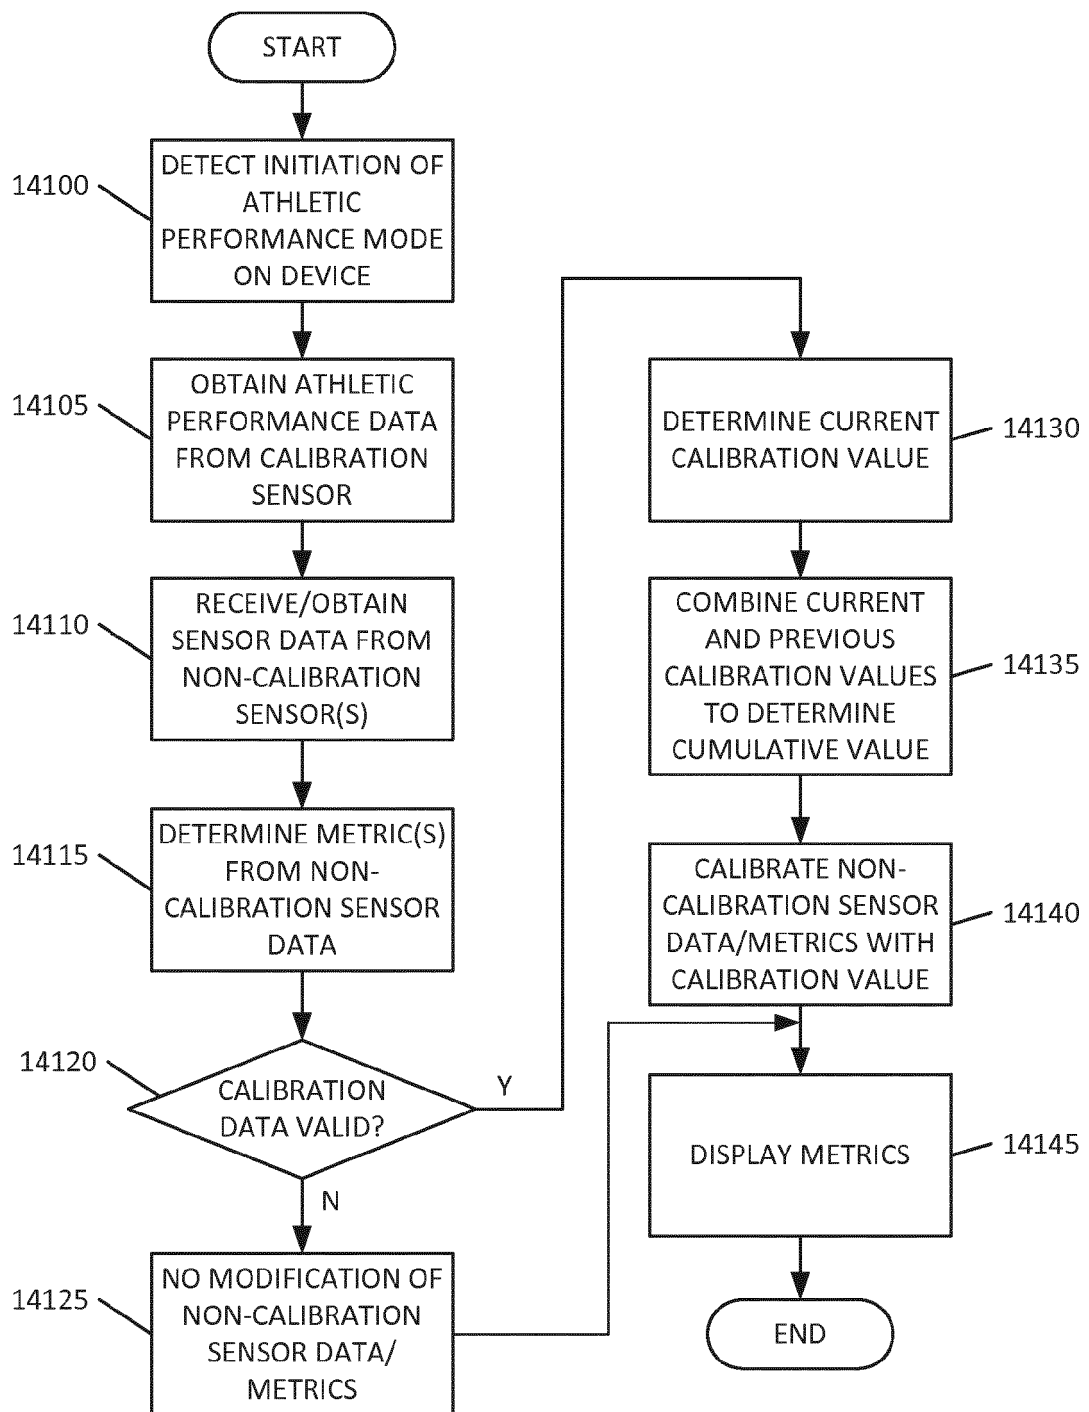 START
14100
DETECT INITIATION OF
ATHLETIC
PERFORMANCE MODE
ON DEVICE
14105
OBTAIN ATHLETIC
PERFORMANCE DATA
FROM CALIBRATION
SENSOR
14110
RECEIVE/OBTAIN
SENSOR DATA FROM
NON-CALIBRATION
SENSOR(S)
14115
DETERMINE METRIC(S)
FROM NON-
CALIBRATION SENSOR
DATA
14120
CALIBRATION
DATA VALID?
Y
N
14125
NO MODIFICATION OF
NON-CALIBRATION
SENSOR DATA/
METRICS
DETERMINE CURRENT
CALIBRATION VALUE
14130
COMBINE CURRENT
AND PREVIOUS
CALIBRATION VALUES
TO DETERMINE
CUMULATIVE VALUE
14135
CALIBRATE NON-
CALIBRATION SENSOR
DATA/METRICS WITH
CALIBRATION VALUE
14140
DISPLAY METRICS
14145
END